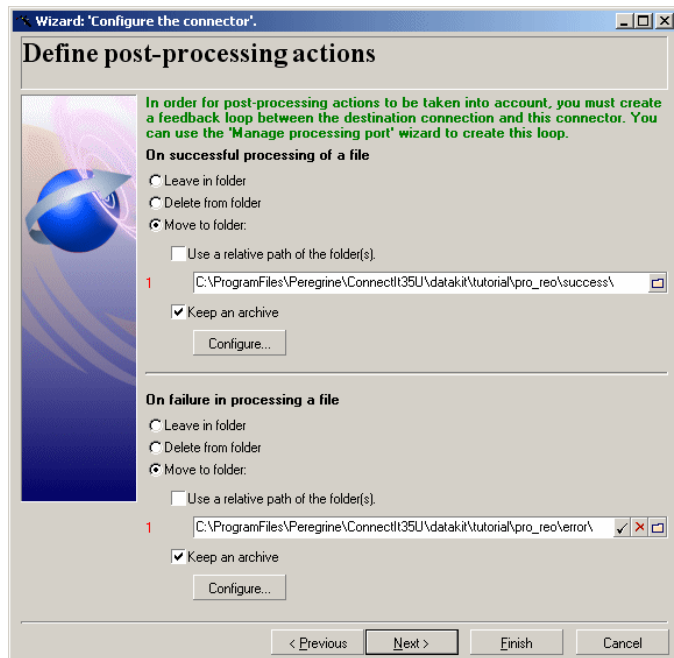 Wizard: 'Configure the connector'.
Define post-processing actions
In order for post-processing actions to be taken into account, you must create
a feedback loop between the destination connection and this connector. You
can use the 'Manage processing port' wizard to create this loop.
On successful processing of a file
Leave in folder
Delete from folder
Move to folder:
Use a relative path of the folder(s).
1 C:\ProgramFiles\Peregrine\ConnectIt35U\datakit\tutorial\pro_reo\success\
Keep an archive
Configure...
On failure in processing a file
Leave in folder
Delete from folder
Move to folder:
Use a relative path of the folder(s).
1 C:\ProgramFiles\Peregrine\ConnectIt35U\datakit\tutorial\pro_reo\error\
Keep an archive
Configure...
< Previous Next > Finish Cancel